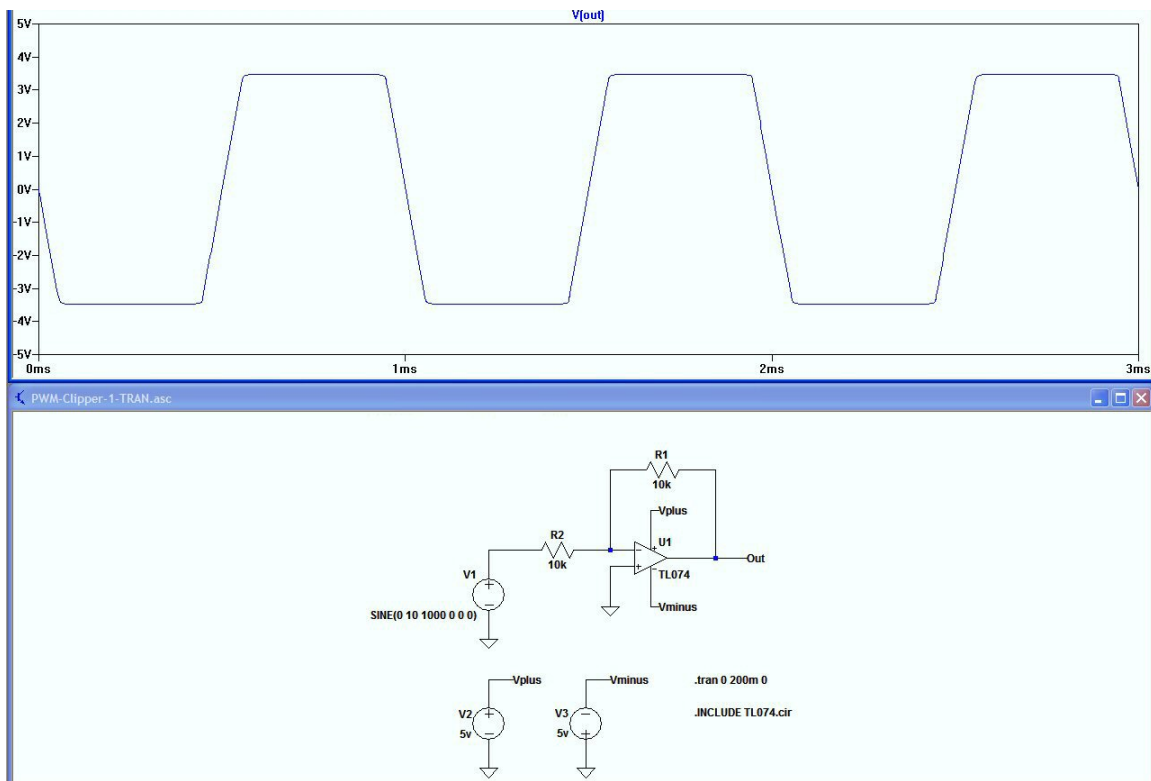 V(out)
5V
4V
3V
2V
1V
0V
-1V
-2V
-3V
-4V
-5V
0ms
1ms
2ms
3ms
PWM-Clipper-1-TRAN.asc
R1
10k
Vplus
R2
10k
U1
TL074
Out
V1
SINE(0 10 1000 0 0 0)
Vminus
Vplus
Vminus
.tran 0 200m 0
V2
5v
V3
5v
.INCLUDE TL074.cir